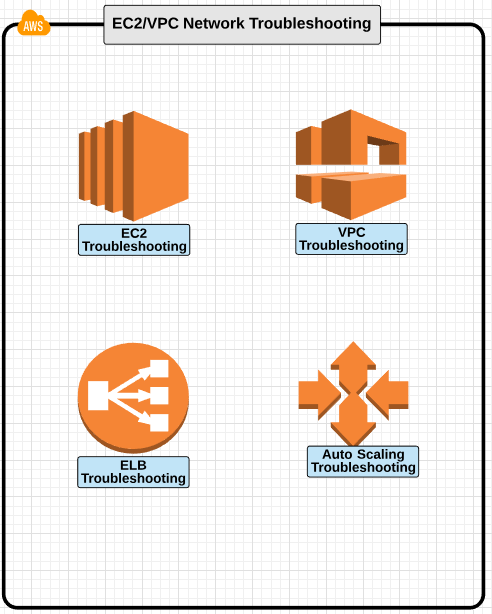 AWS
EC2/VPC Network Troubleshooting
EC2
Troubleshooting
VPC
Troubleshooting
ELB
Troubleshooting
Auto Scaling
Troubleshooting